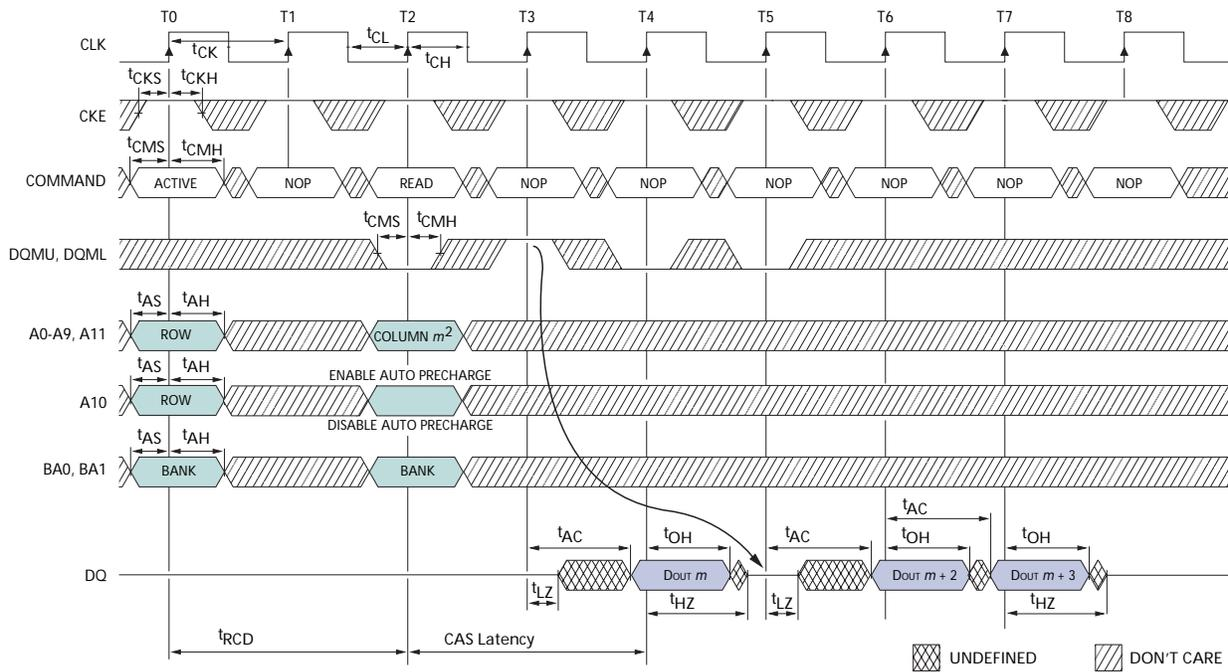 T0 T1 T2 T3 T4 T5 T6 T7 T8
CLK
tCK tCL tCH
tCKS tCKH
CKE
tCMS tCMH
COMMAND ACTIVE NOP READ NOP NOP NOP NOP NOP NOP
tCMS tCMH
DQMU, DQML
tAS tAH
A0-A9, A11 ROW COLUMN m2
tAS tAH ENABLE AUTO PRECHARGE
A10 ROW
DISABLE AUTO PRECHARGE
tAS tAH
BA0, BA1 BANK BANK
tAC
tAC tOH tAC tOH tOH
DQ DOUT m DOUT m + 2 DOUT m + 3
tLZ tHZ tLZ tHZ
tRCD CAS Latency
UNDEFINED DON'T CARE